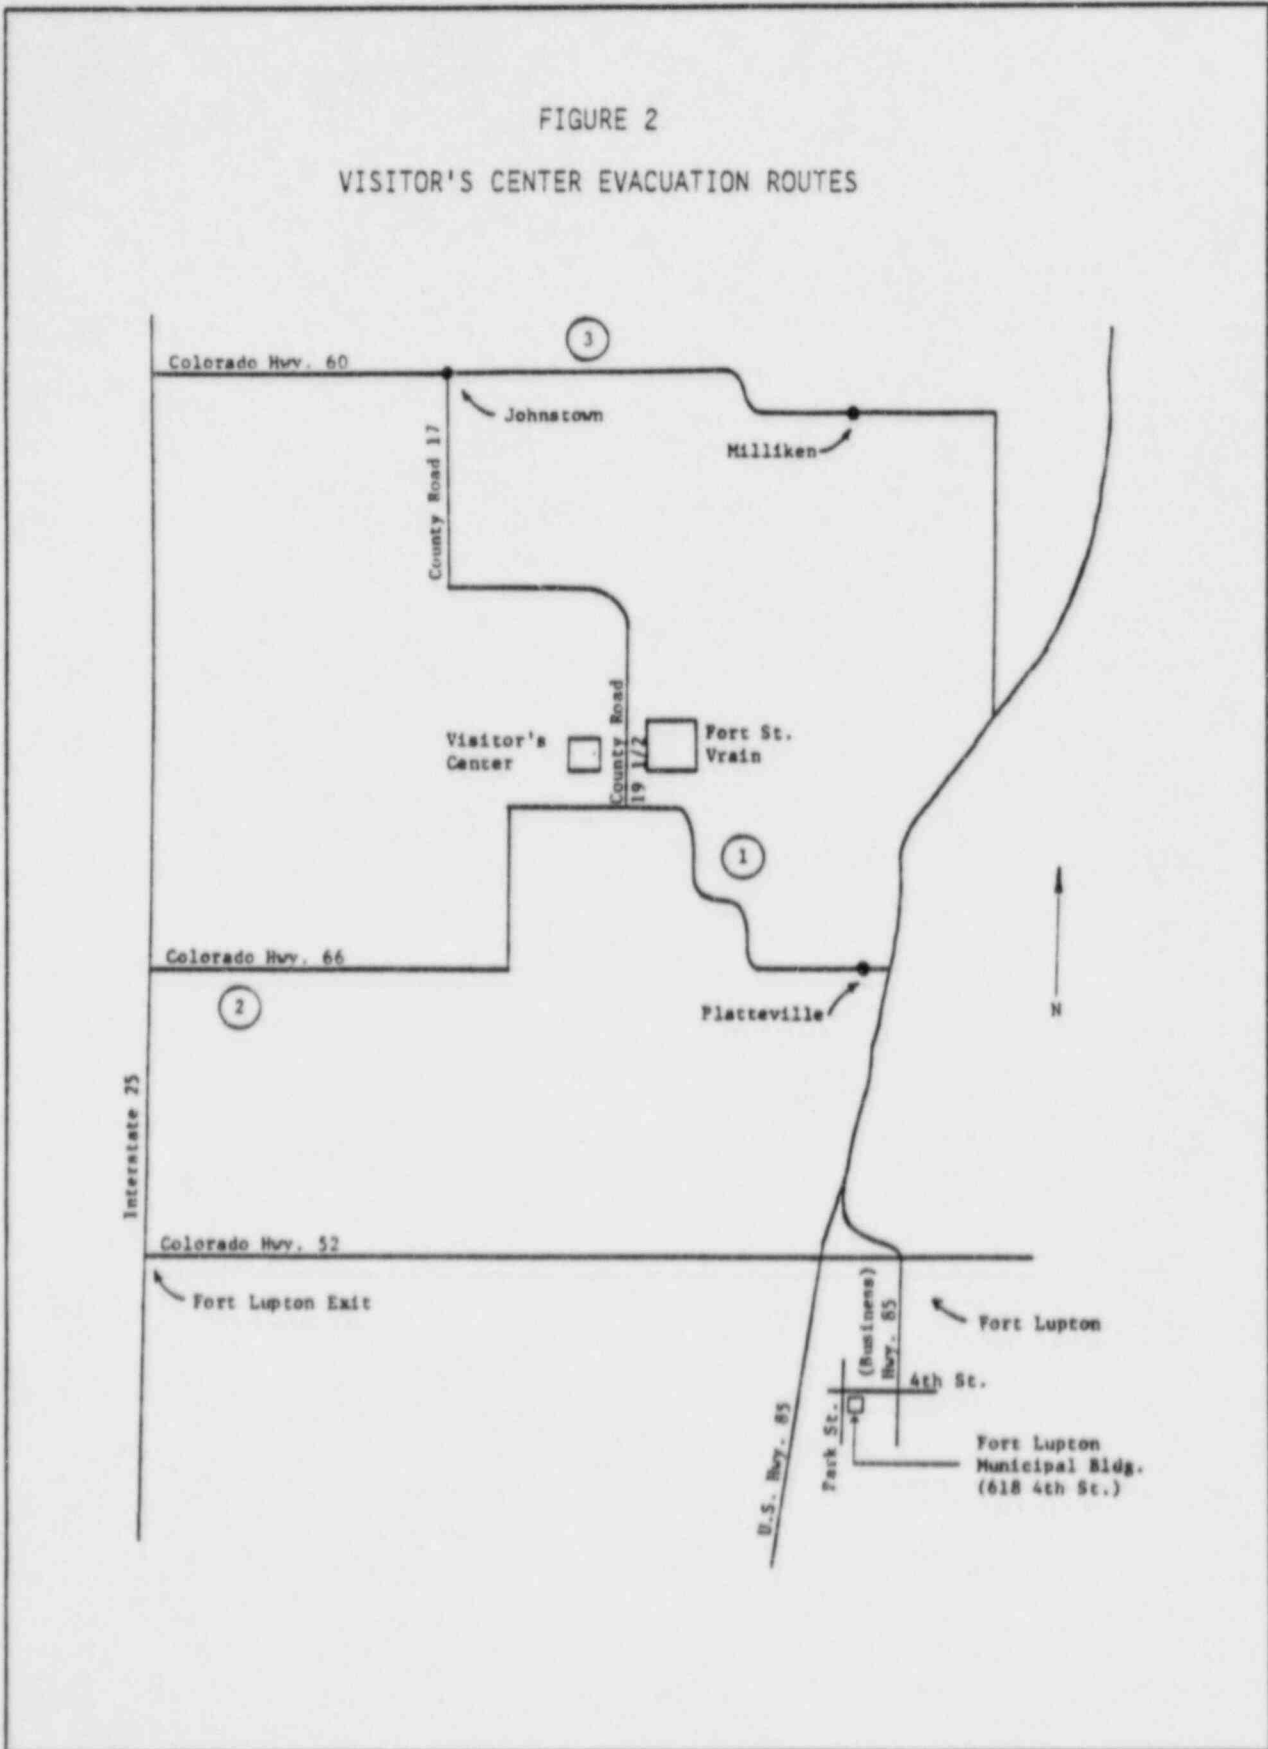 FIGURE 2
VISITOR'S CENTER EVACUATION ROUTES
3
Colorado Hwy. 60
Johnstown
Milliken
County Road 17
Visitor's
Center
County Road
19 1/2
Fort St.
Vrain
1
Colorado Hwy. 66
2
Platteville
N
Interstate 25
Colorado Hwy. 52
Fort Lupton Exit
(Business)
Hwy. 85
Fort Lupton
4th St.
Park St.
U.S. Hwy. 85
Fort Lupton
Municipal Bldg.
(618 4th St.)